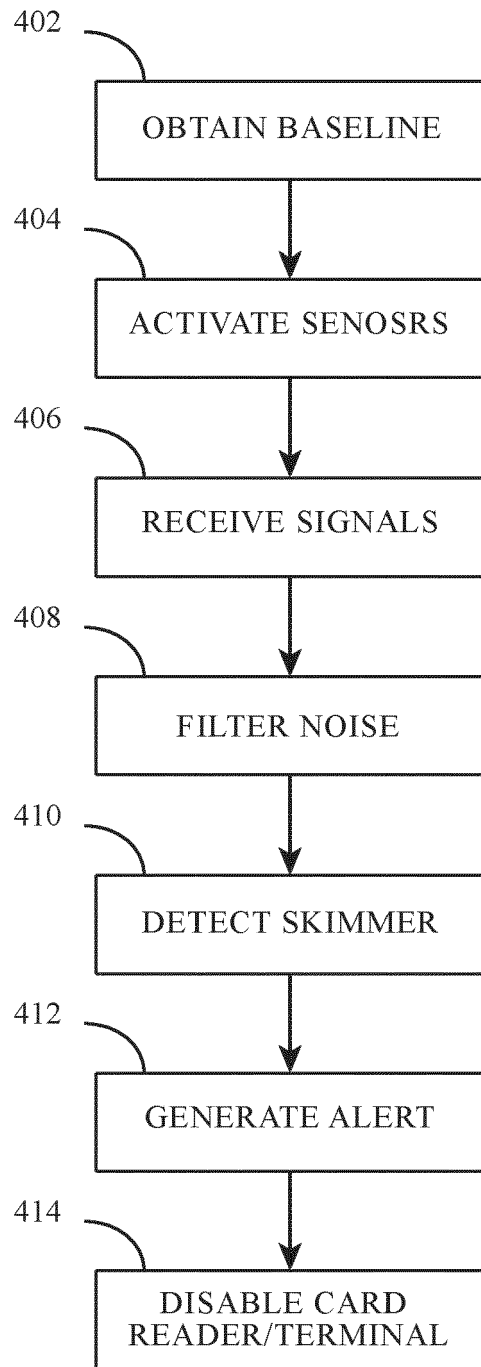 402
OBTAIN BASELINE
404
ACTIVATE SENOSRS
406
RECEIVE SIGNALS
408
FILTER NOISE
410
DETECT SKIMMER
412
GENERATE ALERT
414
DISABLE CARD
READER/TERMINAL